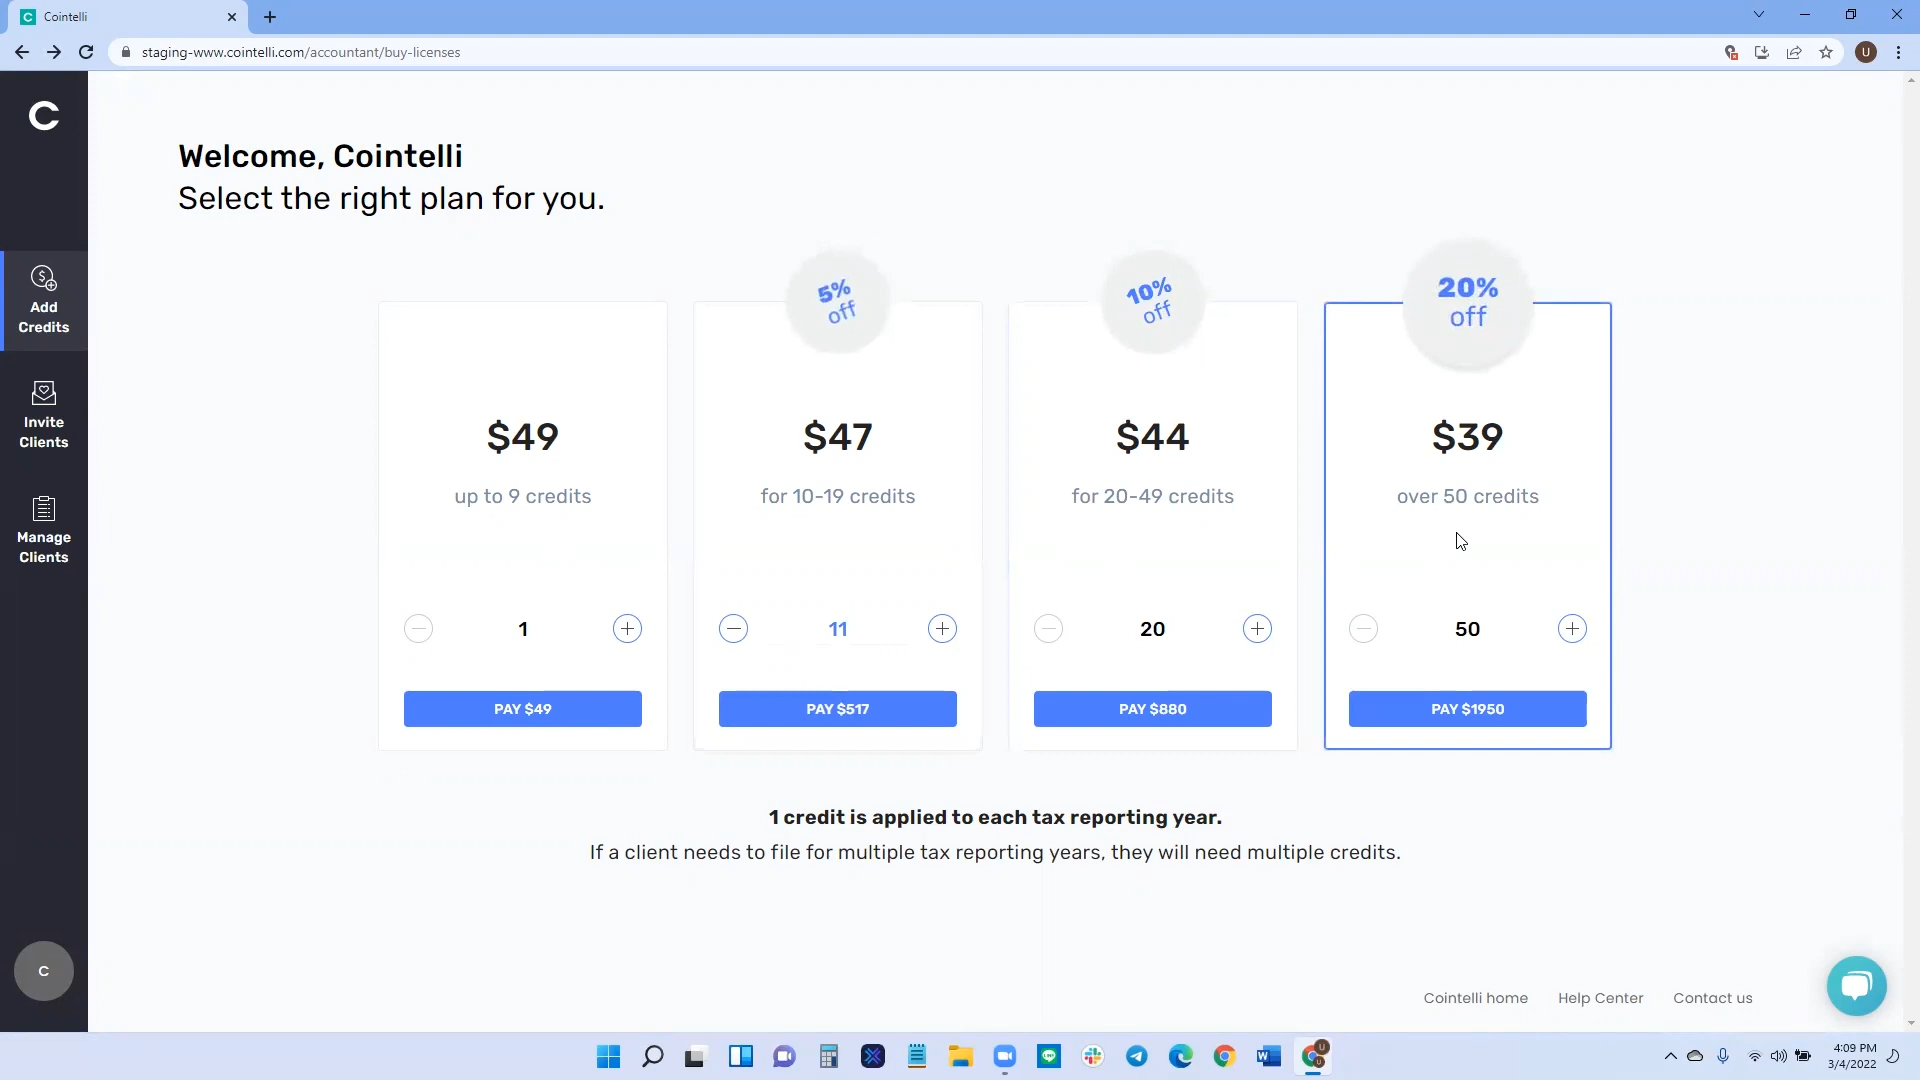 Cointelli
staging-www.cointelli.com/accountant/buy-licenses
U
C
Add
Credits
Invite
Clients
Manage
Clients
C
Welcome, Cointelli
Select the right plan for you.
$49
up to 9 credits
1
PAY $49
5%
off
$47
for 10-19 credits
11
PAY $517
10%
off
$44
for 20-49 credits
20
PAY $880
20%
off
$39
over 50 credits
50
PAY $1950
1 credit is applied to each tax reporting year.
If a client needs to file for multiple tax reporting years, they will need multiple credits.
Cointelli home
Help Center
Contact us
4:09 PM
3/4/2022